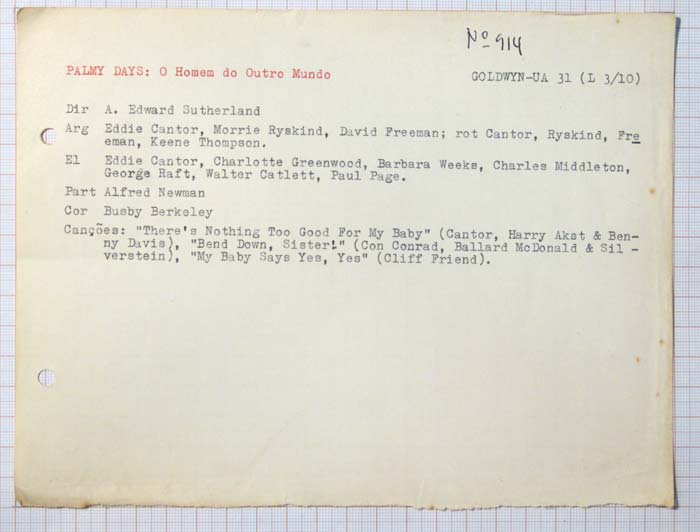 Nº 914
PALMY DAYS: O Homem do Outro Mundo GOLDWYN-UA 31 (L 3/10)
Dir A. Edward Sutherland
Arg Eddie Cantor, Morrie Ryskind, David Freeman; rot Cantor, Ryskind, Fre
eman, Keene Thompson.
El Eddie Cantor, Charlotte Greenwood, Barbara Weeks, Charles Middleton,
George Raft, Walter Catlett, Paul Page.
Part Alfred Newman
Cor Busby Berkeley
Canções: "There's Nothing Too Good For My Baby" (Cantor, Harry Akst & Ben-
ny Davis), "Bend Down, Sister!" (Con Conrad, Ballard McDonald & Sil -
verstein), "My Baby Says Yes, Yes" (Cliff Friend).